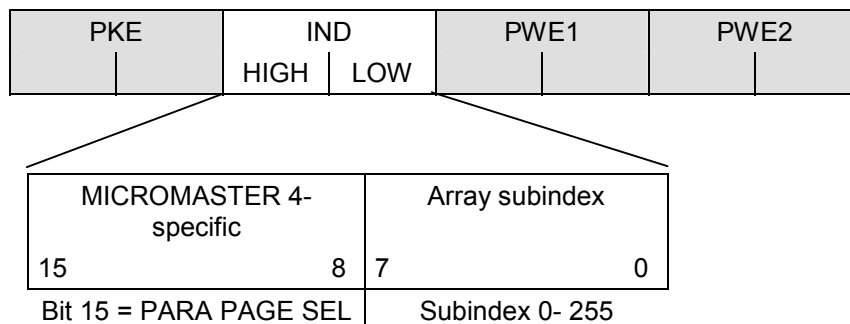 PKE IND PWE1 PWE2
HIGH LOW
MICROMASTER 4- Array subindex
specific
15 8 7 0
Bit 15 = PARA PAGE SEL Subindex 0- 255